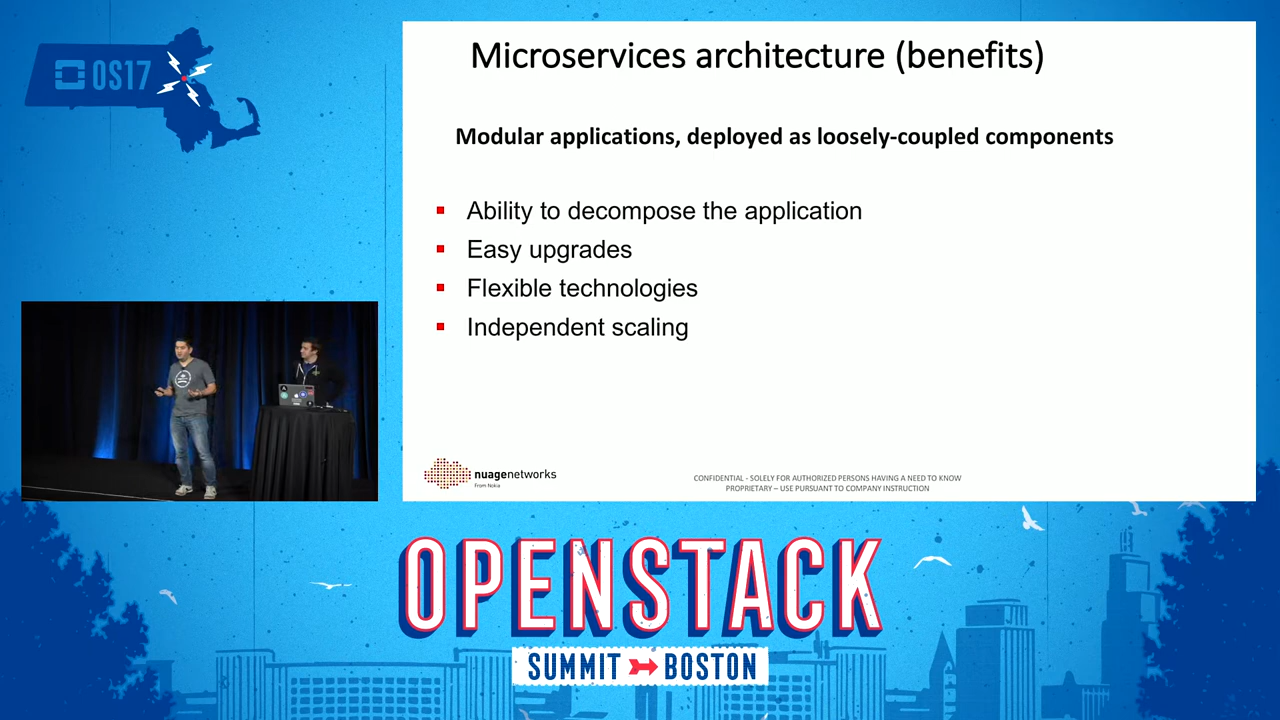 OS17
Microservices architecture (benefits)
Modular applications, deployed as loosely-coupled components
Ability to decompose the application
Easy upgrades
Flexible technologies
Independent scaling
nuagenetworks
From Nokia
CONFIDENTIAL - SOLELY FOR AUTHORIZED PERSONS HAVING A NEED TO KNOW
PROPRIETARY – USE PURSUANT TO COMPANY INSTRUCTION
OPENSTACK
SUMMIT BOSTON